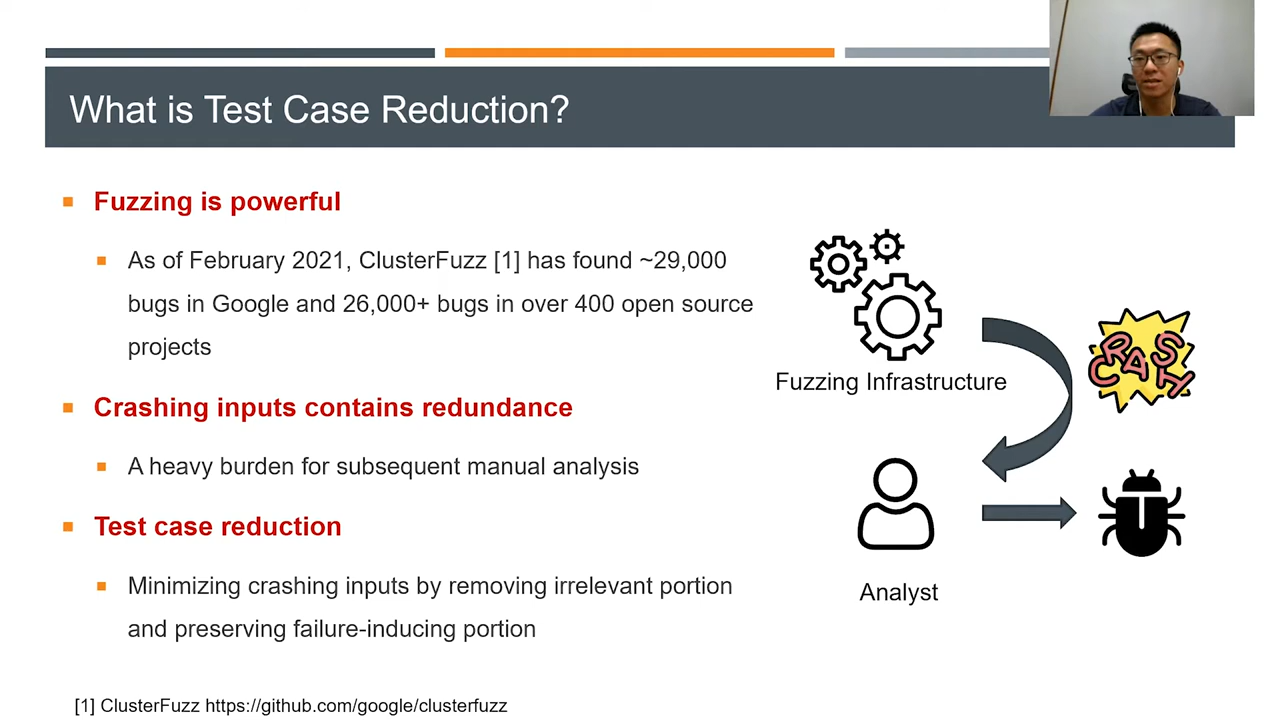 What is Test Case Reduction?
Fuzzing is powerful
As of February 2021, ClusterFuzz [1] has found ~29,000
bugs in Google and 26,000+ bugs in over 400 open source
projects
Crashing inputs contains redundance
A heavy burden for subsequent manual analysis
Test case reduction
Minimizing crashing inputs by removing irrelevant portion
and preserving failure-inducing portion
Fuzzing Infrastructure
CRASH
Analyst
[1] ClusterFuzz https://github.com/google/clusterfuzz